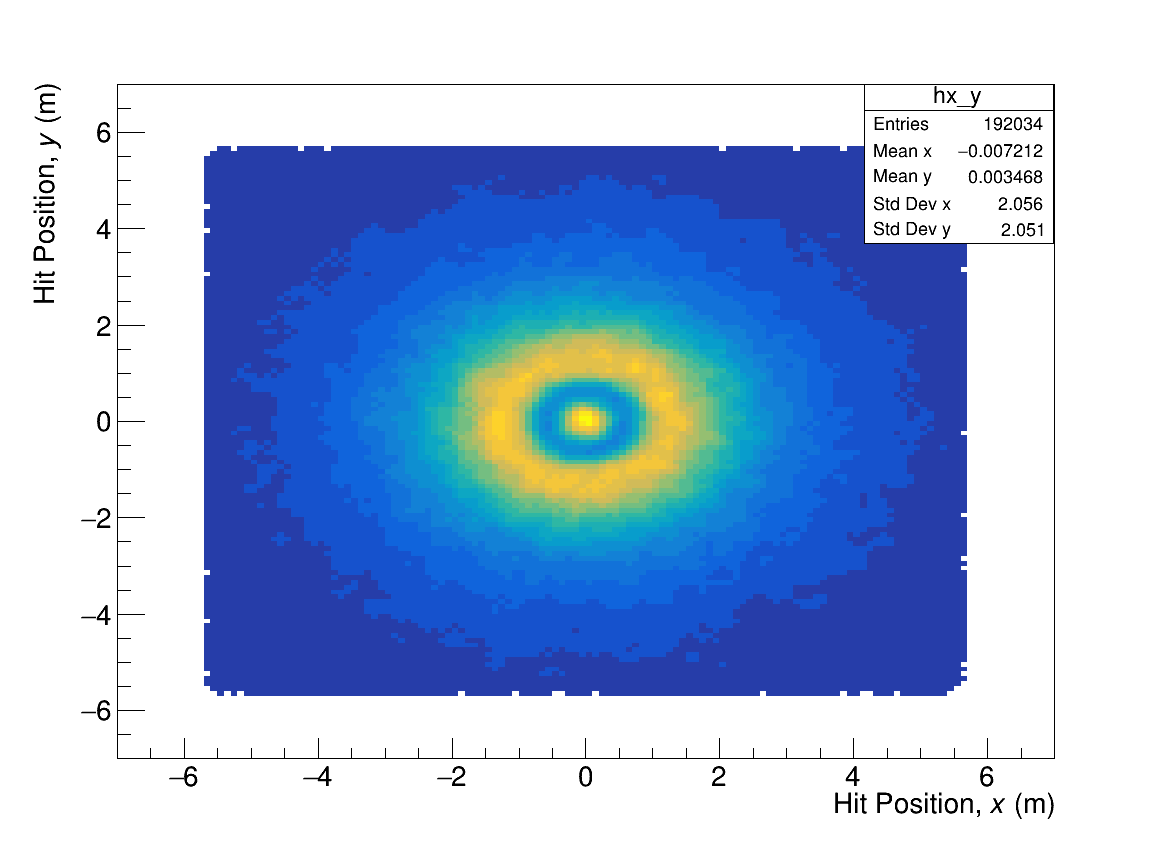 hx_y
Entries 192034
Mean x −0.007212
Mean y 0.003468
Std Dev x 2.056
Std Dev y 2.051
Hit Position, y (m)
6
4
2
0
−2
−4
−6
−6 −4 −2 0 2 4 6
Hit Position, x (m)